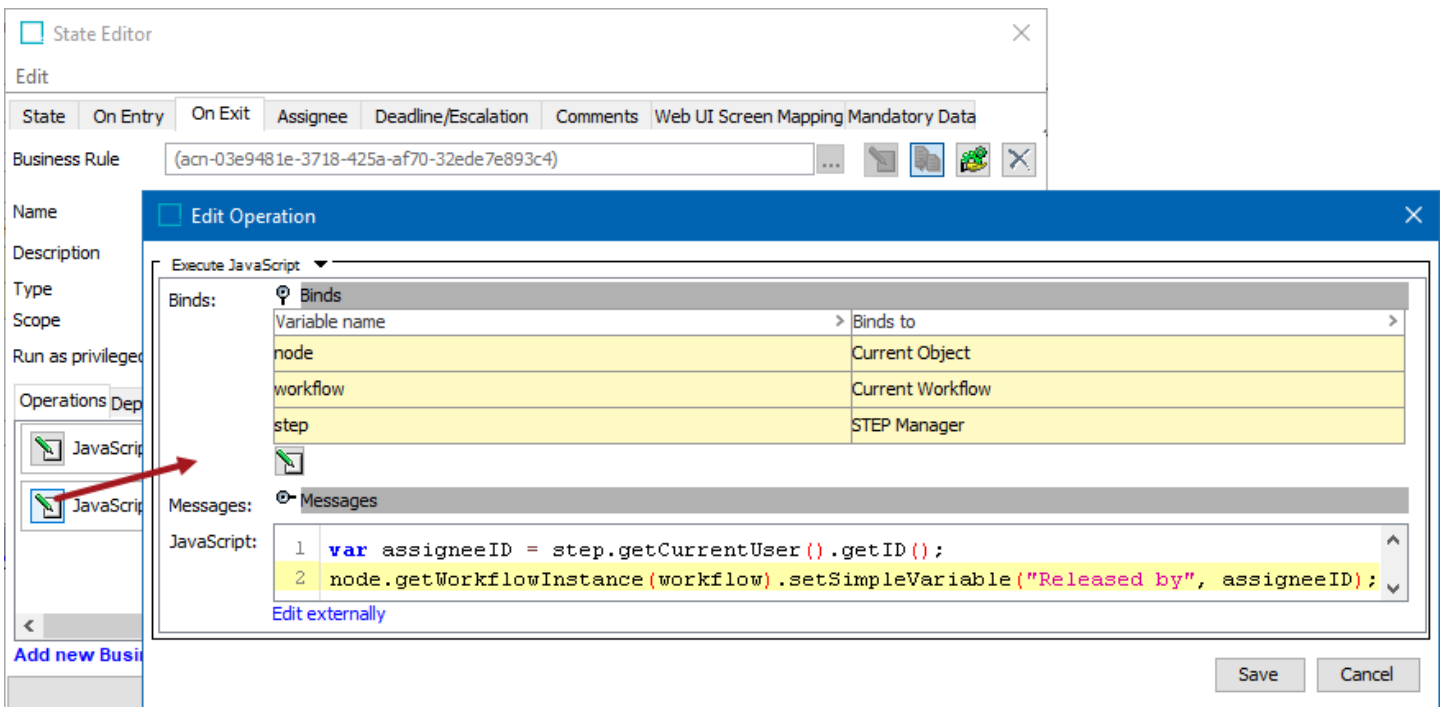 State Editor
Edit
State On Entry On Exit Assignee Deadline/Escalation Comments Web UI Screen Mapping Mandatory Data
Business Rule (acn-03e9481e-3718-425a-af70-32ede7e893c4) ...
Name
Description
Type
Scope
Run as privileged
Operations Dep
JavaScrip
JavaScrip
Add new Busi
Edit Operation
Execute JavaScript
Binds: Binds
Variable name > Binds to >
node Current Object
workflow Current Workflow
step STEP Manager
Messages: Messages
JavaScript:
1 var assigneeID = step.getCurrentUser().getID();
2 node.getWorkflowInstance(workflow).setSimpleVariable("Released by", assigneeID);
Edit externally
Save Cancel